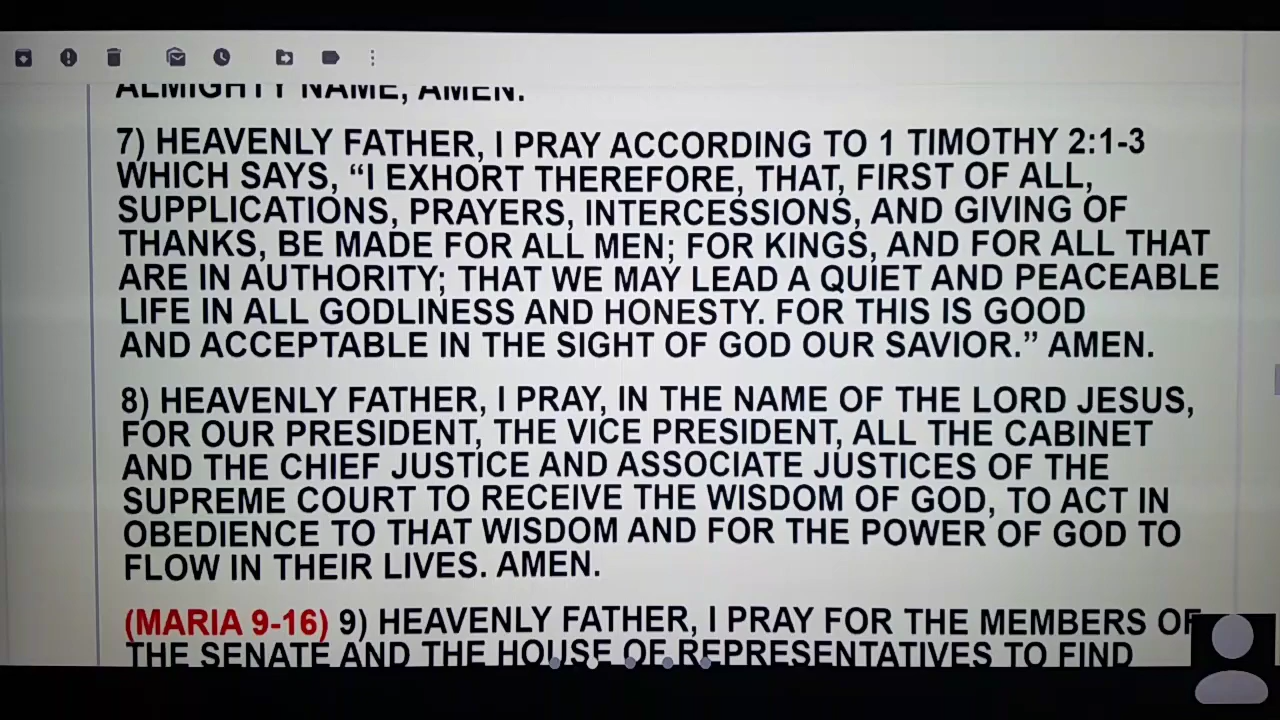 ALMIGHTY NAME, AMEN.
7) HEAVENLY FATHER, I PRAY ACCORDING TO 1 TIMOTHY 2:1-3
WHICH SAYS, “I EXHORT THEREFORE, THAT, FIRST OF ALL,
SUPPLICATIONS, PRAYERS, INTERCESSIONS, AND GIVING OF
THANKS, BE MADE FOR ALL MEN; FOR KINGS, AND FOR ALL THAT
ARE IN AUTHORITY; THAT WE MAY LEAD A QUIET AND PEACEABLE
LIFE IN ALL GODLINESS AND HONESTY. FOR THIS IS GOOD
AND ACCEPTABLE IN THE SIGHT OF GOD OUR SAVIOR.” AMEN.
8) HEAVENLY FATHER, I PRAY, IN THE NAME OF THE LORD JESUS,
FOR OUR PRESIDENT, THE VICE PRESIDENT, ALL THE CABINET
AND THE CHIEF JUSTICE AND ASSOCIATE JUSTICES OF THE
SUPREME COURT TO RECEIVE THE WISDOM OF GOD, TO ACT IN
OBEDIENCE TO THAT WISDOM AND FOR THE POWER OF GOD TO
FLOW IN THEIR LIVES. AMEN.
(MARIA 9-16) 9) HEAVENLY FATHER, I PRAY FOR THE MEMBERS OF
THE SENATE AND THE HOUSE OF REPRESENTATIVES TO FIND